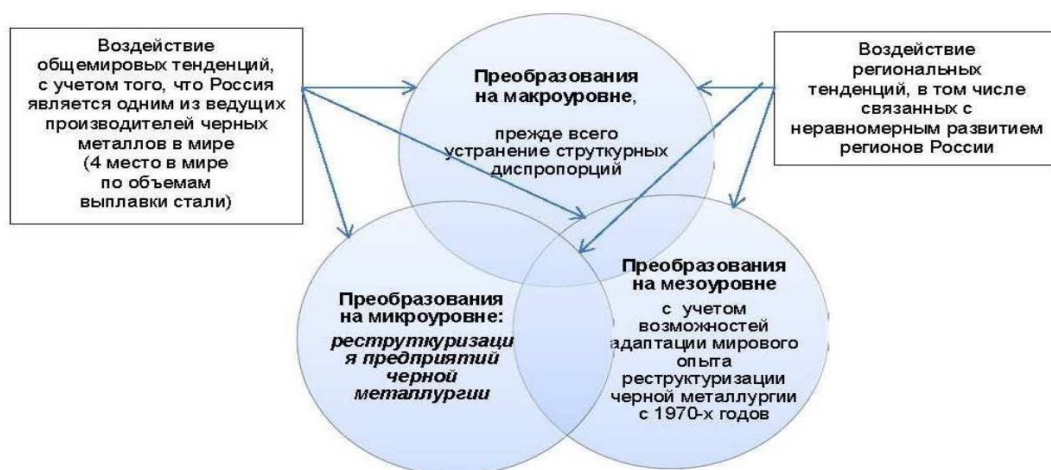 Воздействие
общемировых тенденций,
с учетом того, что Россия
является одним из ведущих
производителей черных
металлов в мире
(4 место в мире
по объемам
выплавки стали)
Преобразования
на макроуровне,
прежде всего
устранение струткурных
диспропорций
Воздействие
региональных
тенденций, в том числе
связанных с
неравномерным развитием
регионов России
Преобразования
на микроуровне:
реструткуризаци
я предприятий
черной
металлургии
Преобразования
на мезоуровне
с учетом
возможностей
адаптации мирового
опыта
реструктуризации
черной металлургии
с 1970-х годов